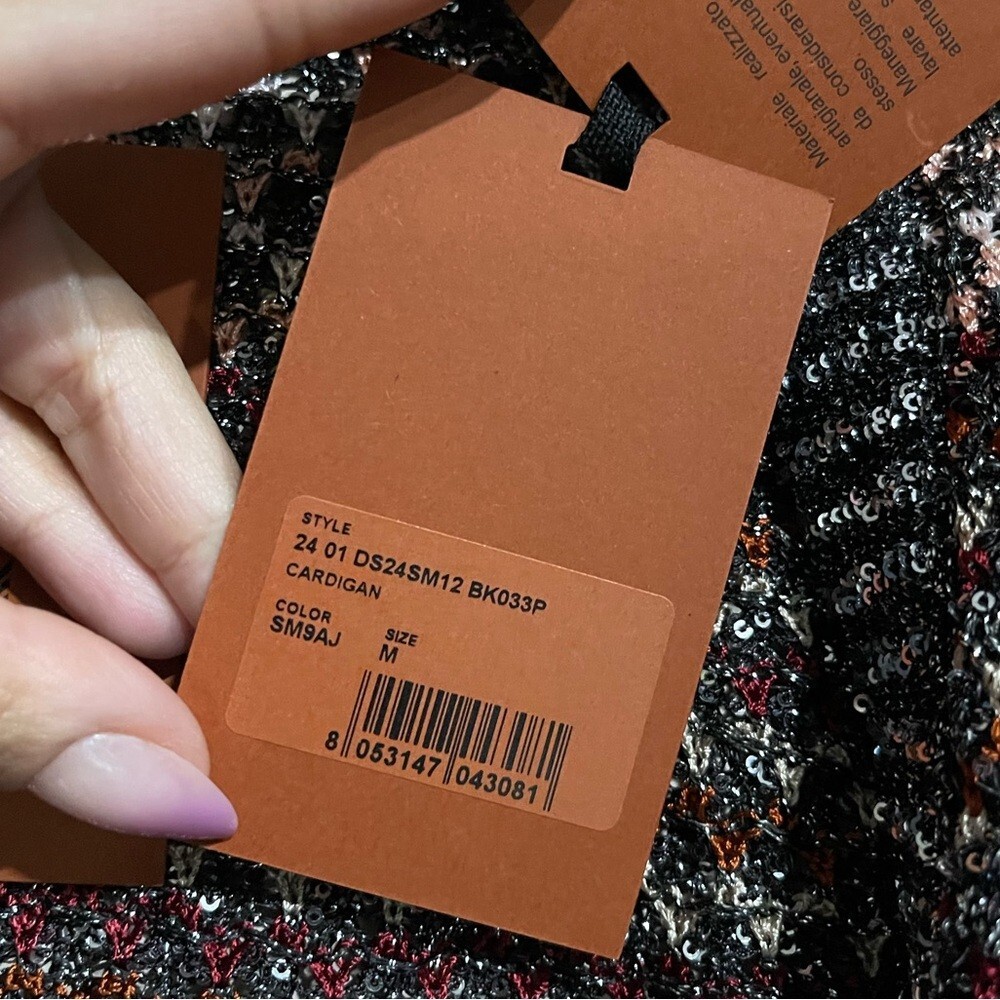 STYLE
24 01 DS24SM12 BK033P
CARDIGAN
COLOR
SM9AJ
SIZE
M
8 053147 043081
Materiale
artigianale, eventuali
realizzato
da considerarsi
stesso.
Maneggiare
lavare